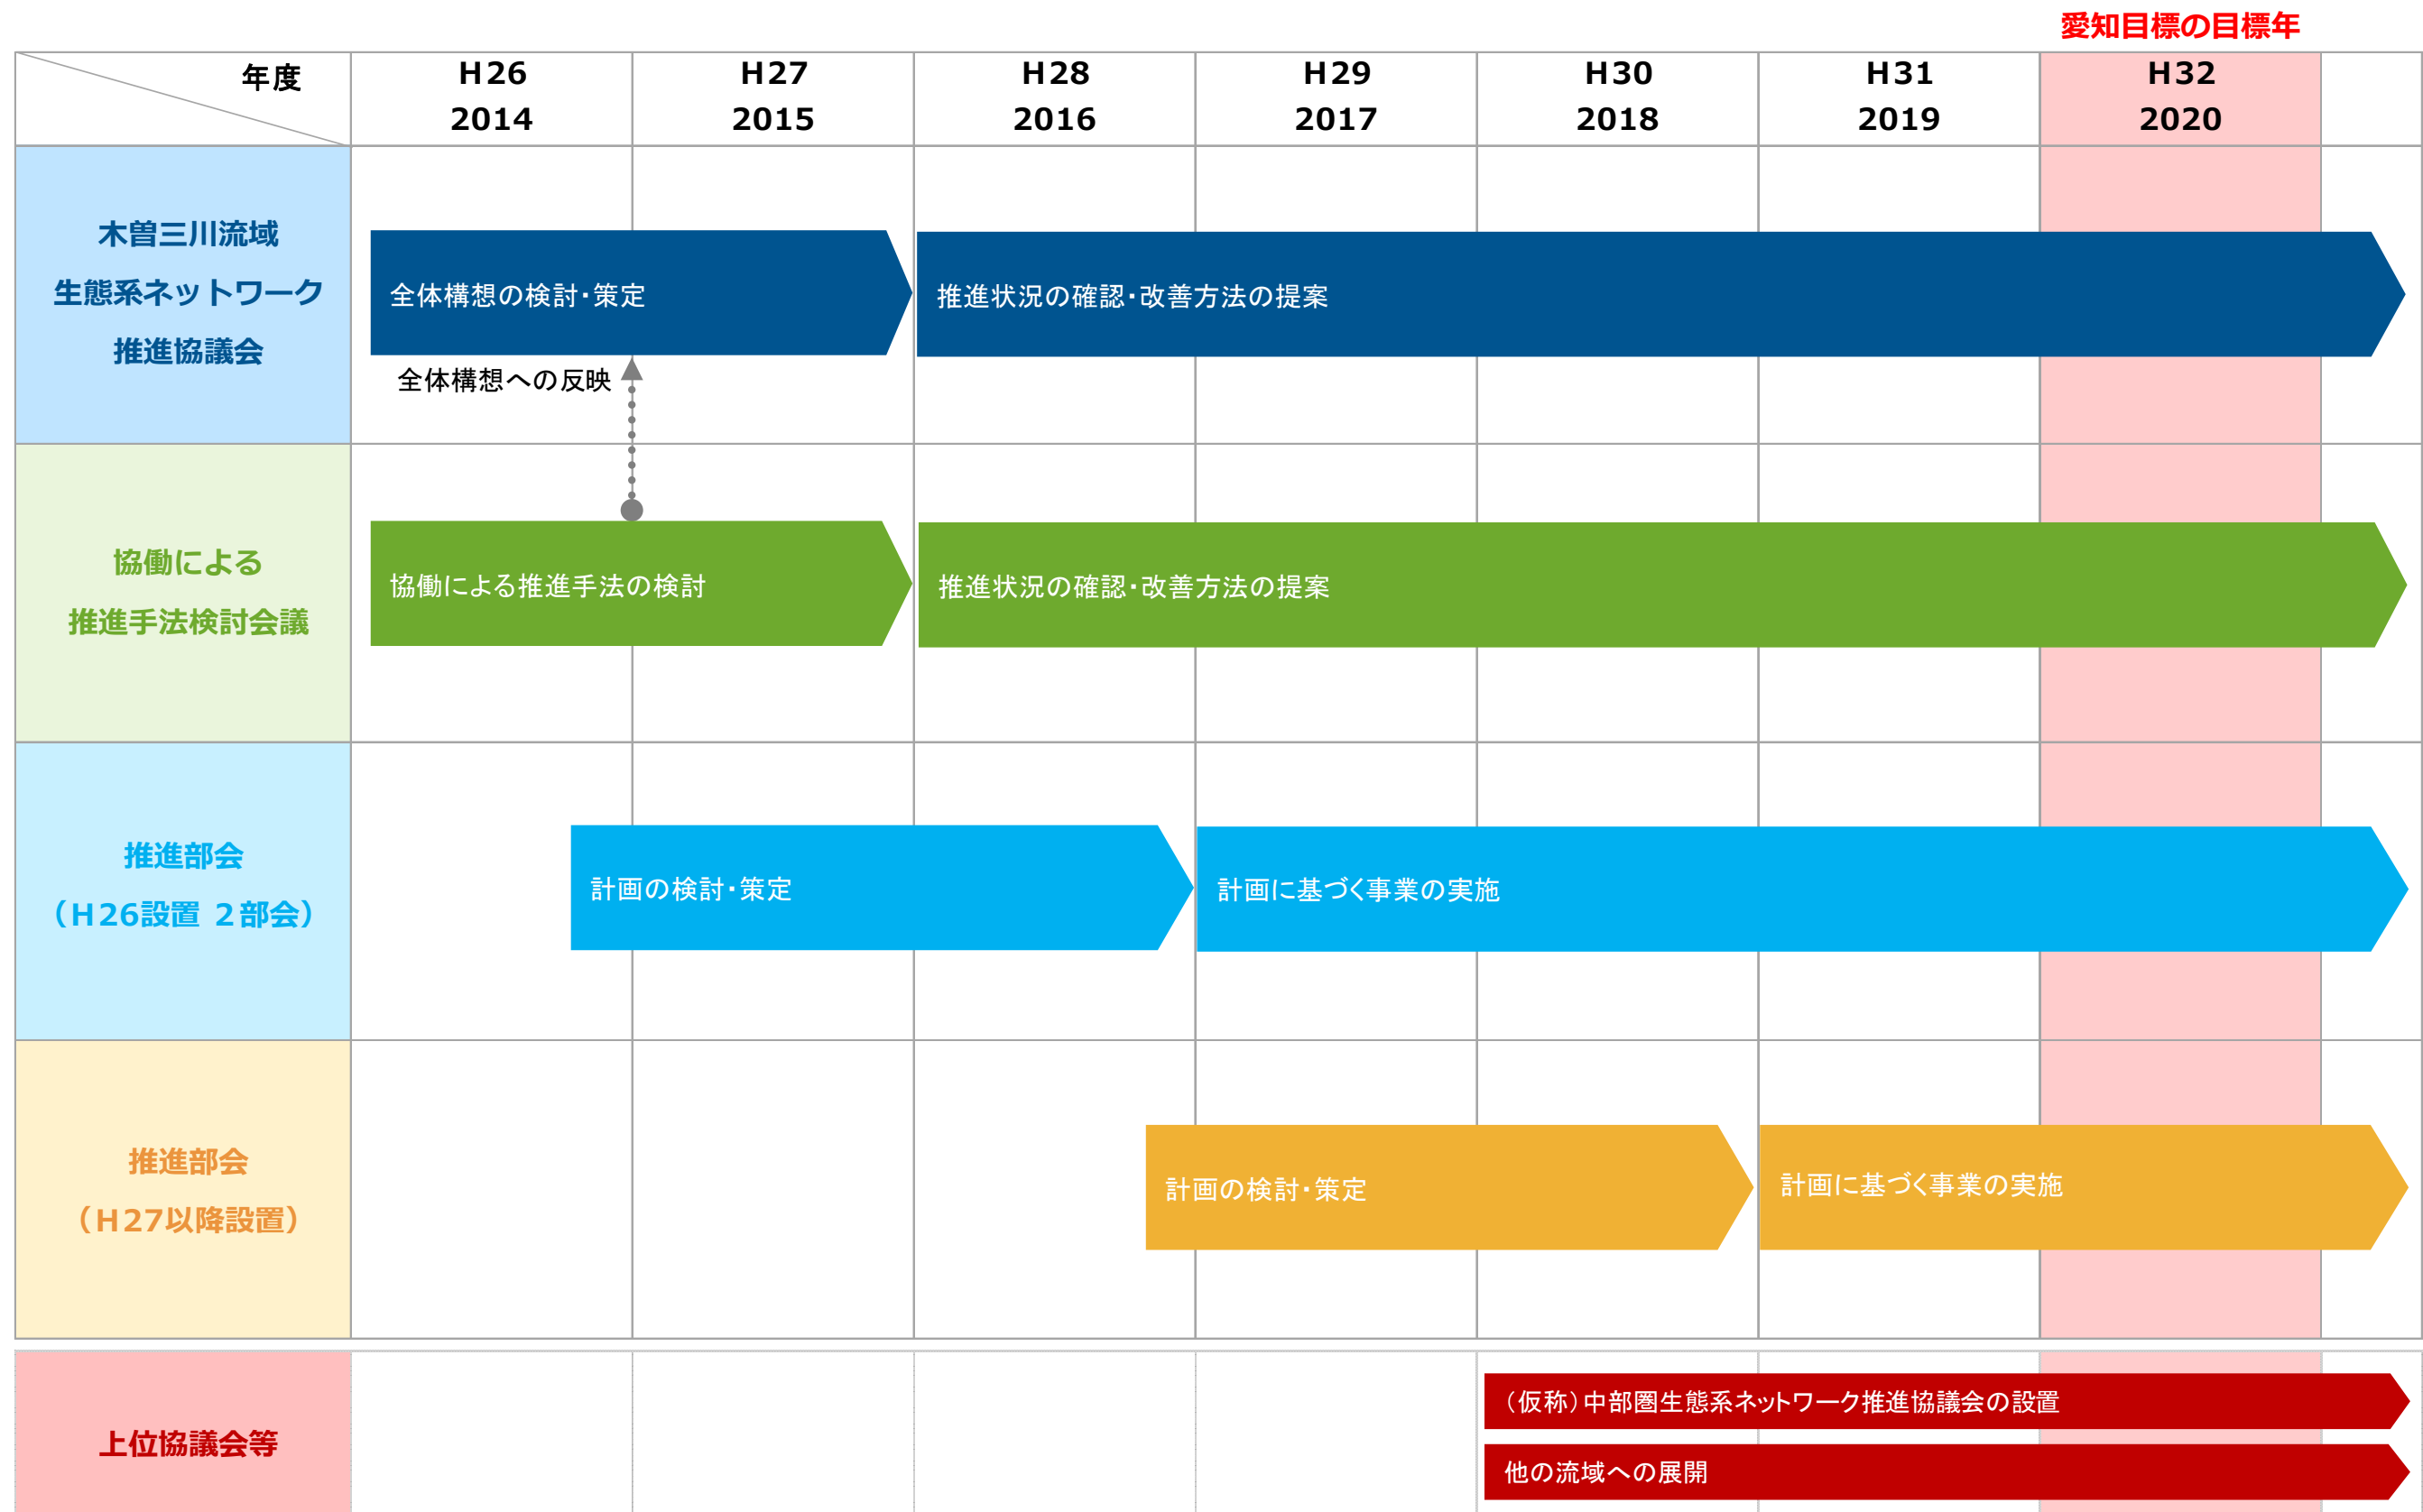 愛知目標の目標年
年度
H26
2014
H27
2015
H28
2016
H29
2017
H30
2018
H31
2019
H32
2020
木曽三川流域
生態系ネットワーク
推進協議会
全体構想の検討・策定
推進状況の確認・改善方法の提案
全体構想への反映
協働による
推進手法検討会議
協働による推進手法の検討
推進状況の確認・改善方法の提案
推進部会
（H26設置 ２部会）
計画の検討・策定
計画に基づく事業の実施
推進部会
（H27以降設置）
計画の検討・策定
計画に基づく事業の実施
上位協議会等
（仮称）中部圏生態系ネットワーク推進協議会の設置
他の流域への展開